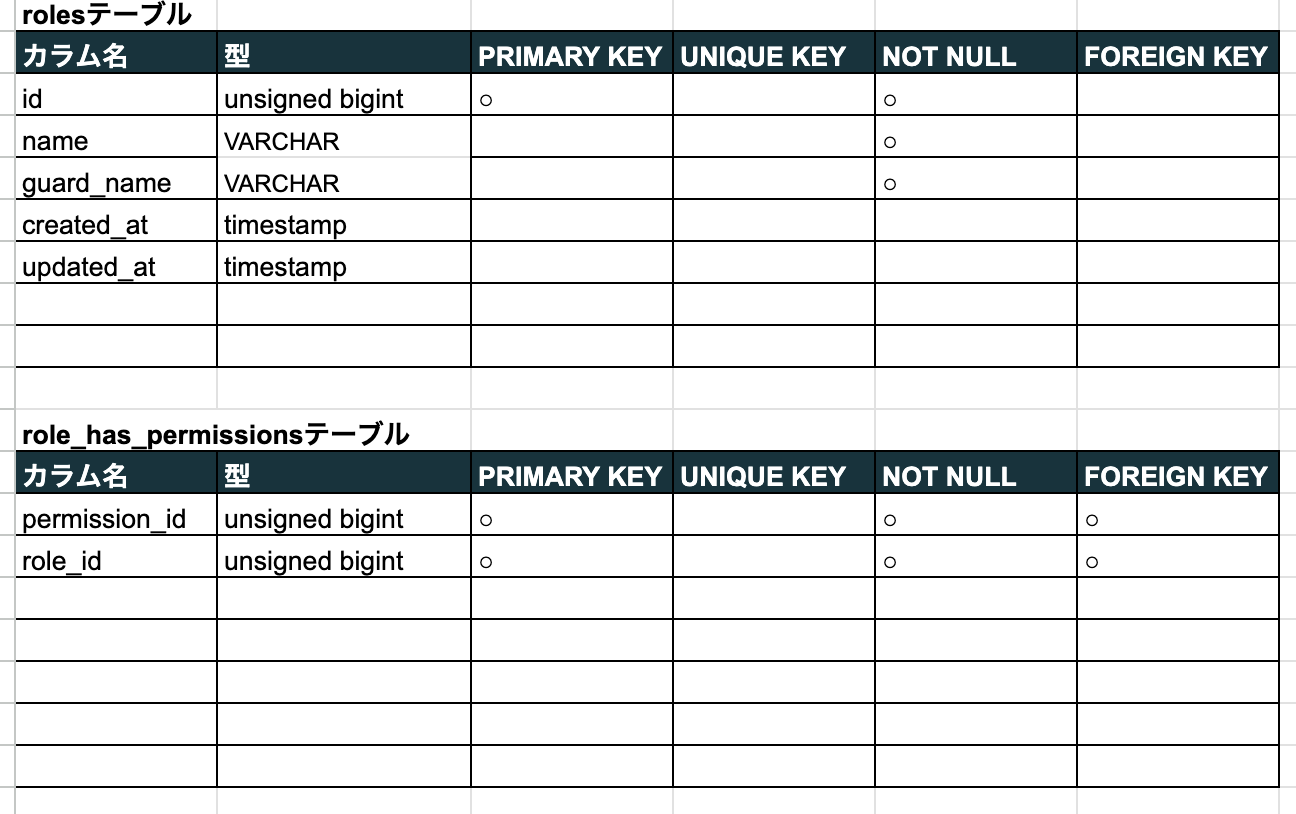 rolesテーブル
カラム名 型 PRIMARY KEY UNIQUE KEY NOT NULL FOREIGN KEY
id unsigned bigint ○ ○
name VARCHAR ○
guard_name VARCHAR ○
created_at timestamp
updated_at timestamp
role_has_permissionsテーブル
カラム名 型 PRIMARY KEY UNIQUE KEY NOT NULL FOREIGN KEY
permission_id unsigned bigint ○ ○ ○
role_id unsigned bigint ○ ○ ○